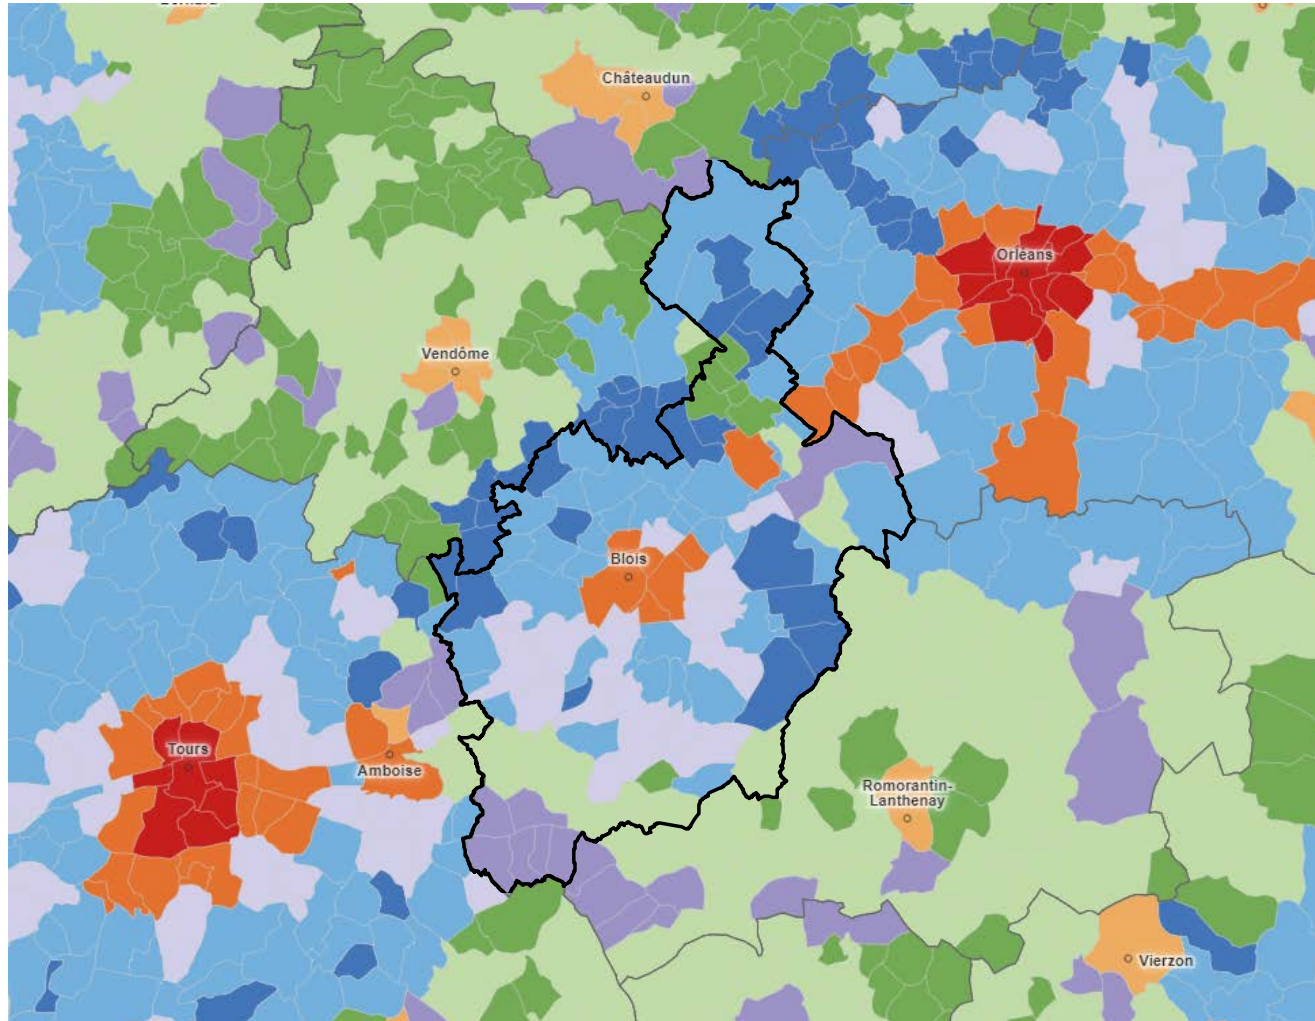 Châteaudun
Orléans
Vendôme
Blois
Tours
Amboise
Romorantin-
Lanthenay
Vierzon